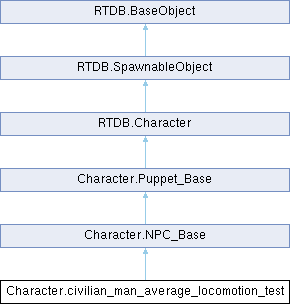 RTDB.BaseObject
RTDB.SpawnableObject
RTDB.Character
Character.Puppet_Base
Character.NPC_Base
Character.civilian_man_average_locomotion_test